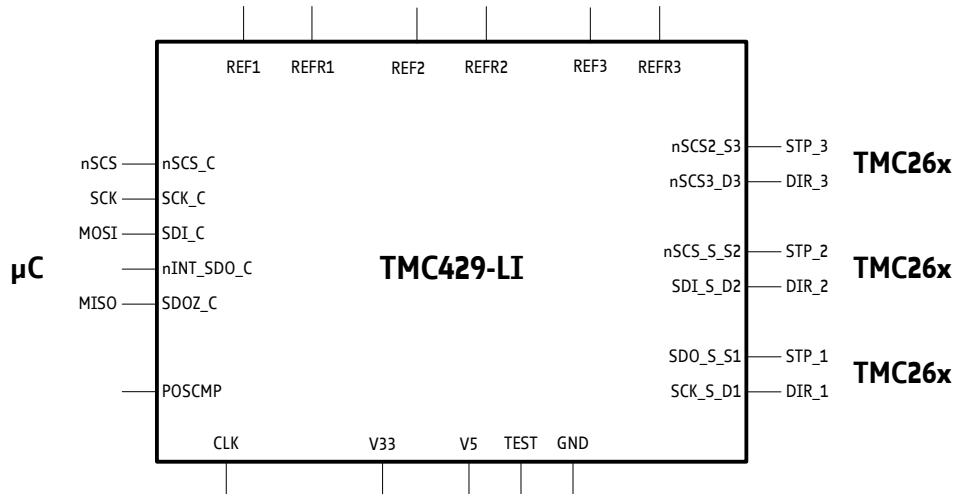 REF1 REFR1 REF2 REFR2 REF3 REFR3
nSCS2_S3 STP_3
TMC26x
nSCS nSCS_C
nSCS3_D3 DIR_3
SCK SCK_C
MOSI SDI_C
nSCS_S_S2 STP_2
µC nINT_SDO_C TMC429-LI TMC26x
SDI_S_D2 DIR_2
MISO SDOZ_C
SDO_S_S1 STP_1
TMC26x
POSCMP SCK_S_D1 DIR_1
CLK V33 V5 TEST GND